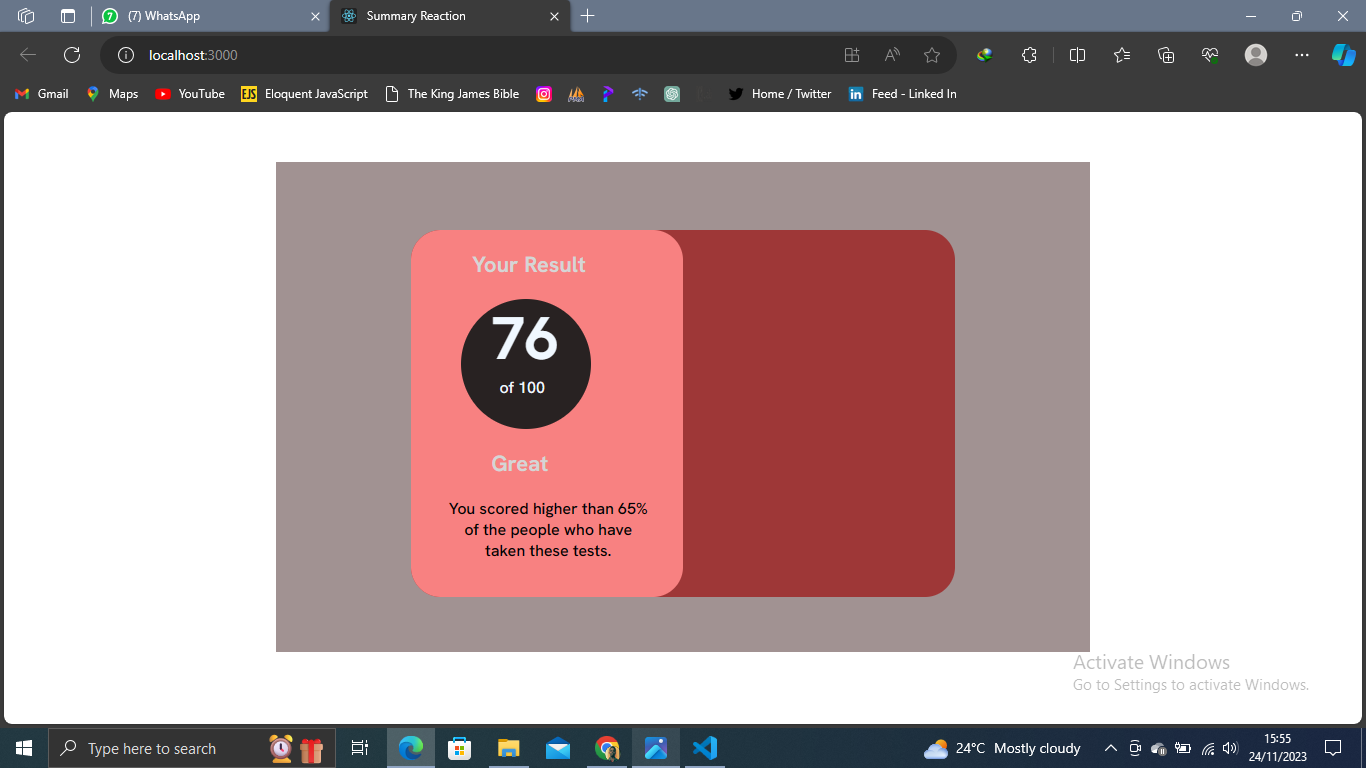 7
(7) WhatsApp
Summary Reaction
localhost:3000
Gmail
Maps
YouTube
EJS
Eloquent JavaScript
The King James Bible
Home / Twitter
in
Feed - Linked In
Your Result
76
of 100
Great
You scored higher than 65%
of the people who have
taken these tests.
Activate Windows
Go to Settings to activate Windows.
Type here to search
24°C Mostly cloudy
15:55
24/11/2023